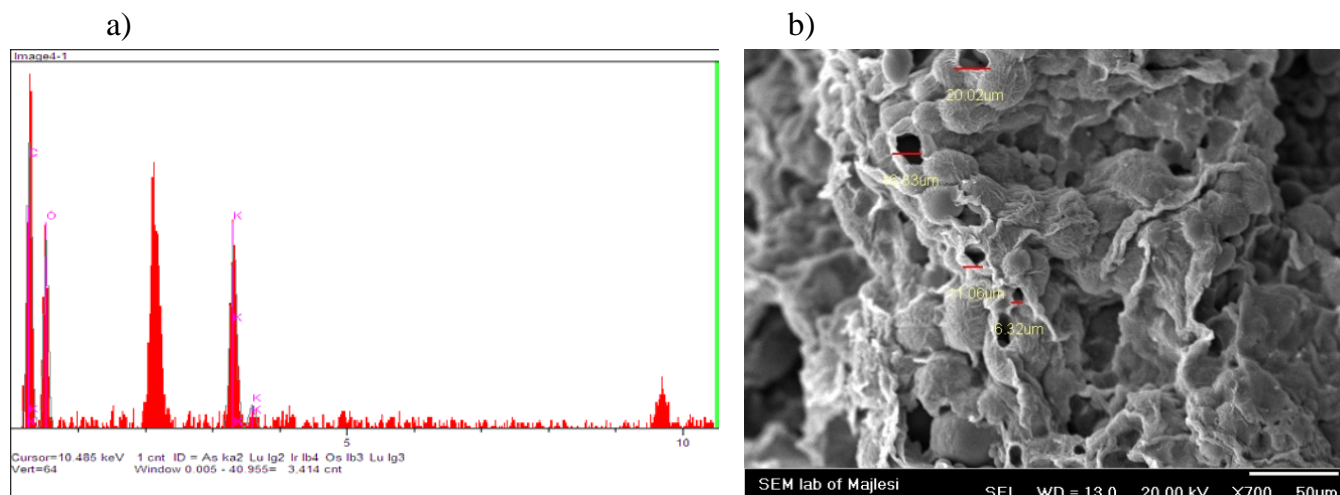 a)
b)
Image4-1
C
O
K
K
K
K
K
K
5
10
Cursor=10.485 keV 1 cnt ID = As ka2 Lu lg2 Ir lb4 Os lb3 Lu lg3
Vert=64 Window 0.005 - 40.955= 3,414 cnt
20.02um
6.32um
SEM lab of Majlesi
SEI WD = 13.0 20.00 kV X700 50um